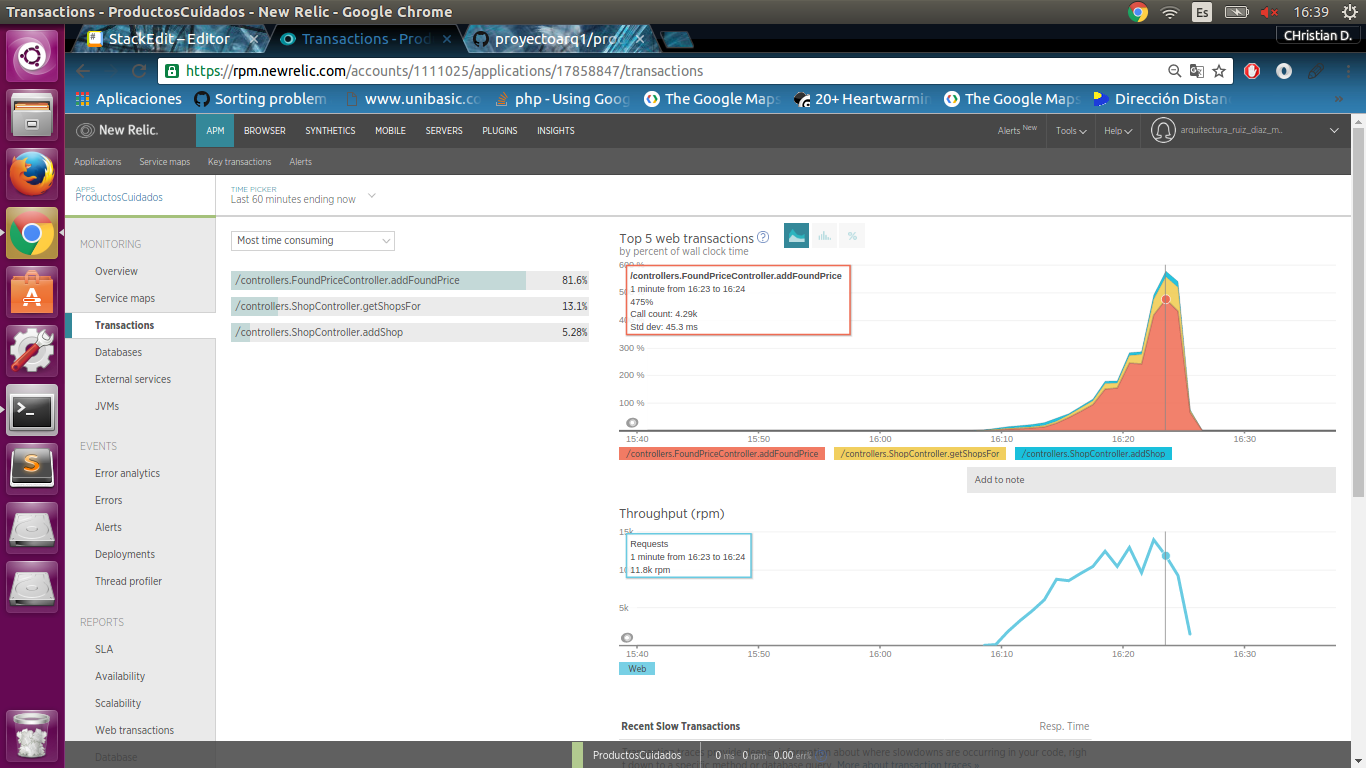 Transactions - ProductosCuidados - New Relic - Google Chrome
Es
16:39
StackEdit – Editor
Transactions - Prod
proyectoarq1/pro
CHristian D.
https://rpm.newrelic.com/accounts/1111025/applications/17858847/transactions
Aplicaciones
Sorting problem
www.unibasic.co
php - Using Goog
The Google Maps
20+ Heartwarmin
The Google Maps
Dirección Distan
New Relic.
APM
BROWSER
SYNTHETICS
MOBILE
SERVERS
PLUGINS
INSIGHTS
Alerts New
Tools
Help
arquitectura_ruiz_diaz_m..
Applications
Service maps
Key transactions
Alerts
APPS
ProductosCuidados
TIME PICKER
Last 60 minutes ending now
MONITORING
Overview
Service maps
Transactions
Databases
External services
JVMs
EVENTS
Error analytics
Errors
Alerts
Deployments
Thread profiler
REPORTS
SLA
Availability
Scalability
Web transactions
Database
Most time consuming
/controllers.FoundPriceController.addFoundPrice 81.6%
/controllers.ShopController.getShopsFor 13.1%
/controllers.ShopController.addShop 5.28%
Top 5 web transactions ?
%
by percent of wall clock time
600 %
/controllers.FoundPriceController.addFoundPrice
1 minute from 16:23 to 16:24
475%
Call count: 4.29k
Std dev: 45.3 ms
300 %
200 %
100 %
15:40 15:50 16:00 16:10 16:20 16:30
/controllers.FoundPriceController.addFoundPrice
/controllers.ShopController.getShopsFor
/controllers.ShopController.addShop
Add to note
Throughput (rpm)
15k
Requests
1 minute from 16:23 to 16:24
11.8k rpm
5k
15:40 15:50 16:00 16:10 16:20 16:30
Web
Recent Slow Transactions
Resp. Time
ProductosCuidados 0 ms 0 rpm 0.00 err%
about where slowdowns are occurring in your code, righ
to a specific method or database query. More about transaction traces »